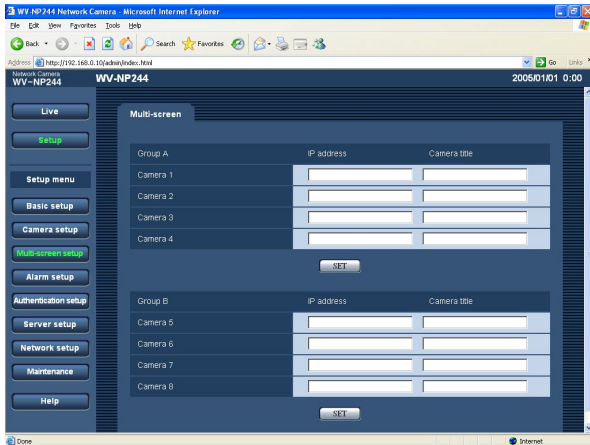 WV-NP244 Network Camera - Microsoft Internet Explorer
File Edit View Favorites Tools Help
Back Search Favorites
Address http://192.168.0.10/admin/index.html Go Links
Network Camera
WV-NP244
WV-NP244
2005/01/01 0:00
Live
Setup
Setup menu
Basic setup
Camera setup
Multi-screen setup
Alarm setup
Authentication setup
Server setup
Network setup
Maintenance
Help
Multi-screen
Group A IP address Camera title
Camera 1
Camera 2
Camera 3
Camera 4
SET
Group B IP address Camera title
Camera 5
Camera 6
Camera 7
Camera 8
SET
Done Internet